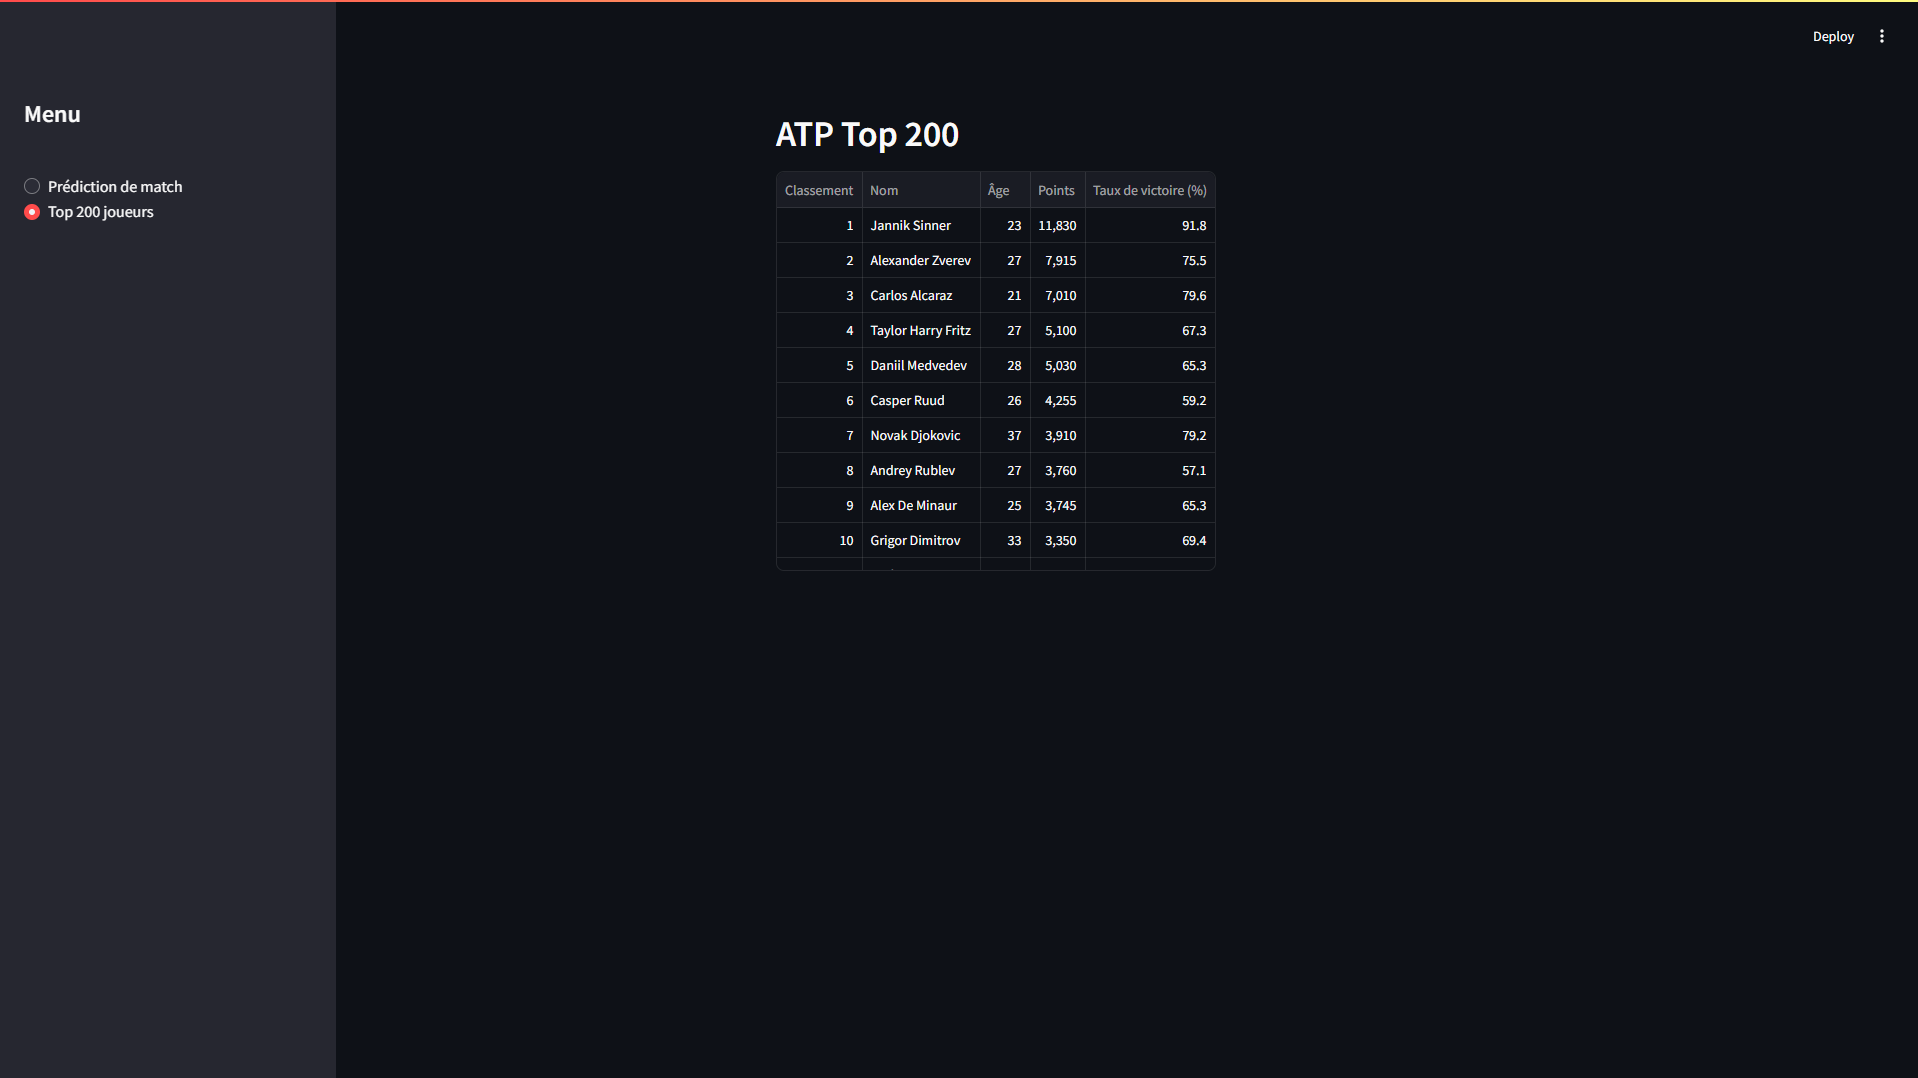 Deploy
Menu
Prédiction de match
Top 200 joueurs
ATP Top 200
Classement Nom Âge Points Taux de victoire (%)
1 Jannik Sinner 23 11,830 91.8
2 Alexander Zverev 27 7,915 75.5
3 Carlos Alcaraz 21 7,010 79.6
4 Taylor Harry Fritz 27 5,100 67.3
5 Daniil Medvedev 28 5,030 65.3
6 Casper Ruud 26 4,255 59.2
7 Novak Djokovic 37 3,910 79.2
8 Andrey Rublev 27 3,760 57.1
9 Alex De Minaur 25 3,745 65.3
10 Grigor Dimitrov 33 3,350 69.4